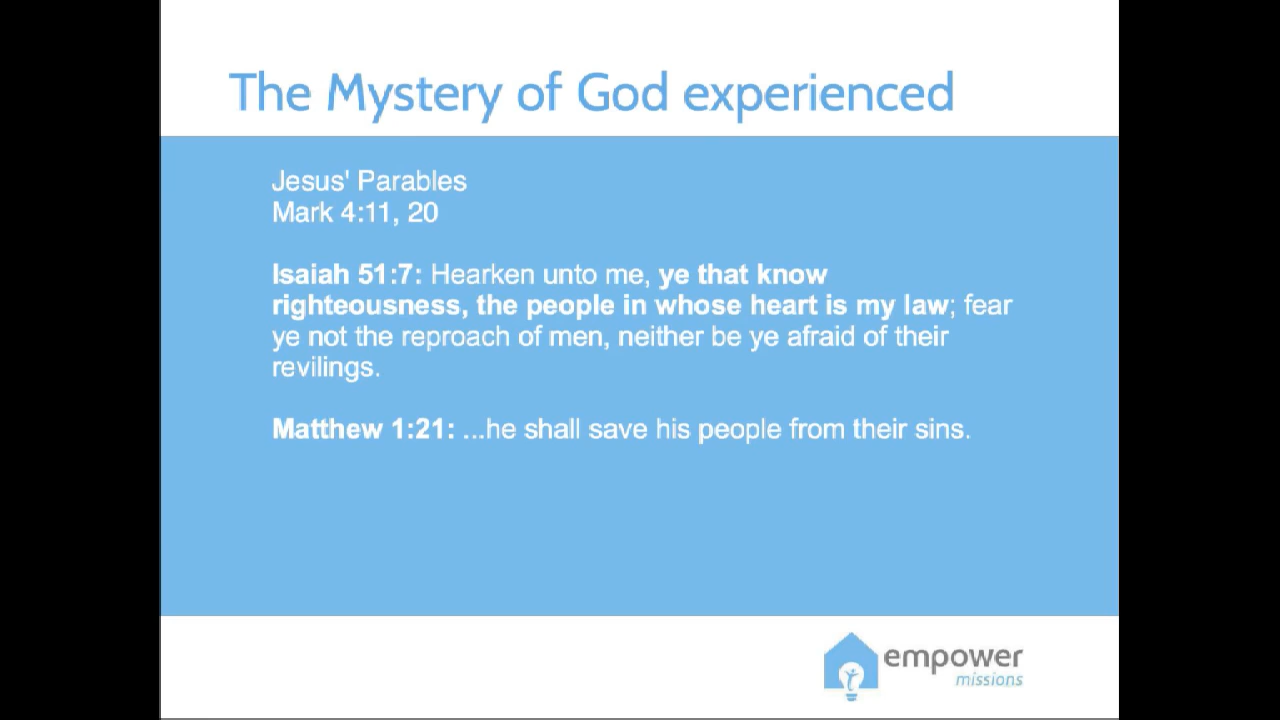 The Mystery of God experienced
Jesus' Parables
Mark 4:11, 20
Isaiah 51:7: Hearken unto me, ye that know
righteousness, the people in whose heart is my law; fear
ye not the reproach of men, neither be ye afraid of their
revilings.
Matthew 1:21: ...he shall save his people from their sins.
empower
missions